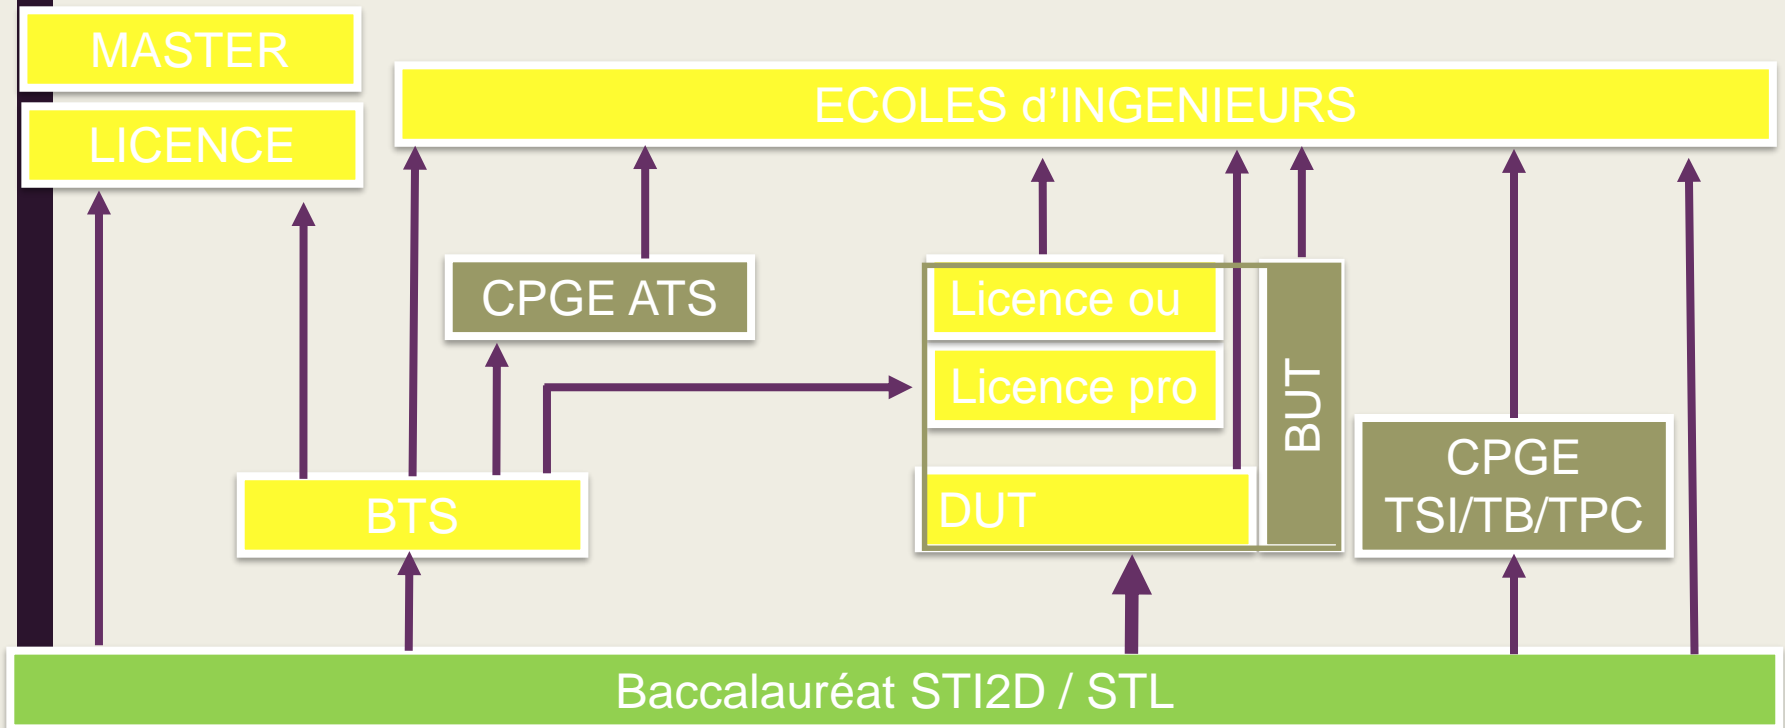 MASTER
ECOLES d’INGENIEURS
LICENCE
CPGE ATS
Licence ou
Licence pro
BUT
CPGE
TSI/TB/TPC
BTS
DUT
Baccalauréat STI2D / STL